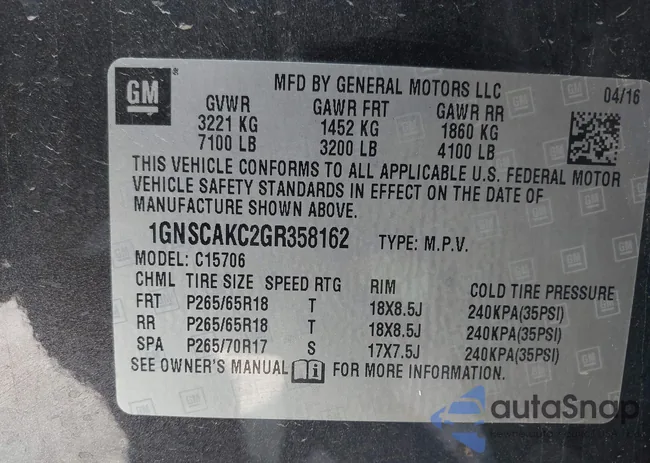 GM
MFD BY GENERAL MOTORS LLC 04/16
GVWR GAWR FRT GAWR RR
3221 KG 1452 KG 1860 KG
7100 LB 3200 LB 4100 LB
THIS VEHICLE CONFORMS TO ALL APPLICABLE U.S. FEDERAL MOTOR
VEHICLE SAFETY STANDARDS IN EFFECT ON THE DATE OF
MANUFACTURE SHOWN ABOVE.
1GNSCAKC2GR358162 TYPE: M.P.V.
MODEL: C15706
CHML TIRE SIZE SPEED RTG RIM COLD TIRE PRESSURE
FRT P265/65R18 T 18X8.5J 240KPA(35PSI)
RR P265/65R18 T 18X8.5J 240KPA(35PSI)
SPA P265/70R17 S 17X7.5J 240KPA(35PSI)
SEE OWNER'S MANUAL i FOR MORE INFORMATION.
autaSnap